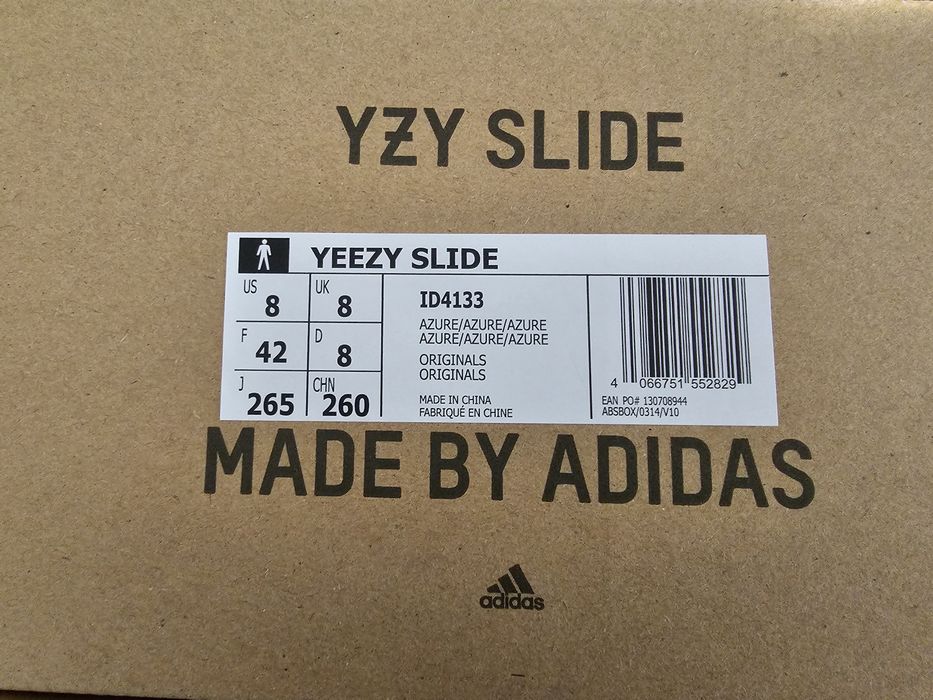 YZY SLIDE
YEEZY SLIDE
US 8 UK 8
F 42 D 8
J 265 CHN 260
ID4133
AZURE/AZURE/AZURE
AZURE/AZURE/AZURE
ORIGINALS
ORIGINALS
MADE IN CHINA
FABRIQUÉ EN CHINE
4 066751 552829
EAN PO# 130708944
ABSBOX/0314/V10
MADE BY ADIDAS
adidas